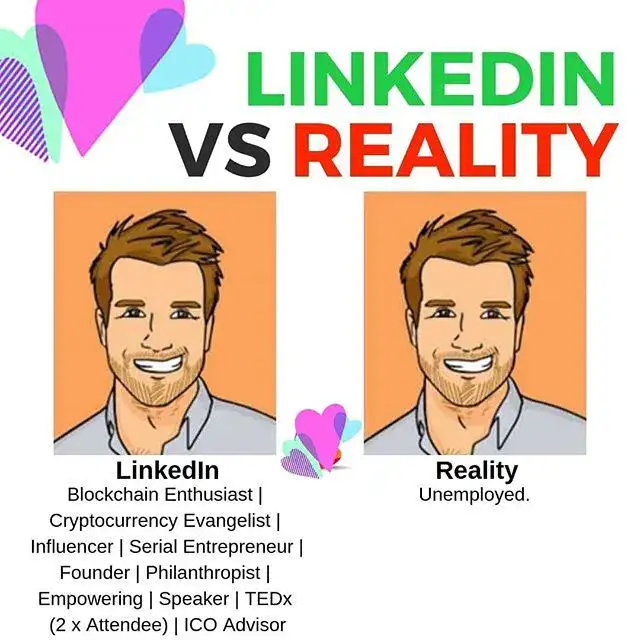 LINKEDIN
VS REALITY
LinkedIn
Blockchain Enthusiast |
Cryptocurrency Evangelist |
Influencer | Serial Entrepreneur |
Founder | Philanthropist |
Empowering | Speaker | TEDx
(2 x Attendee) | ICO Advisor
Reality
Unemployed.